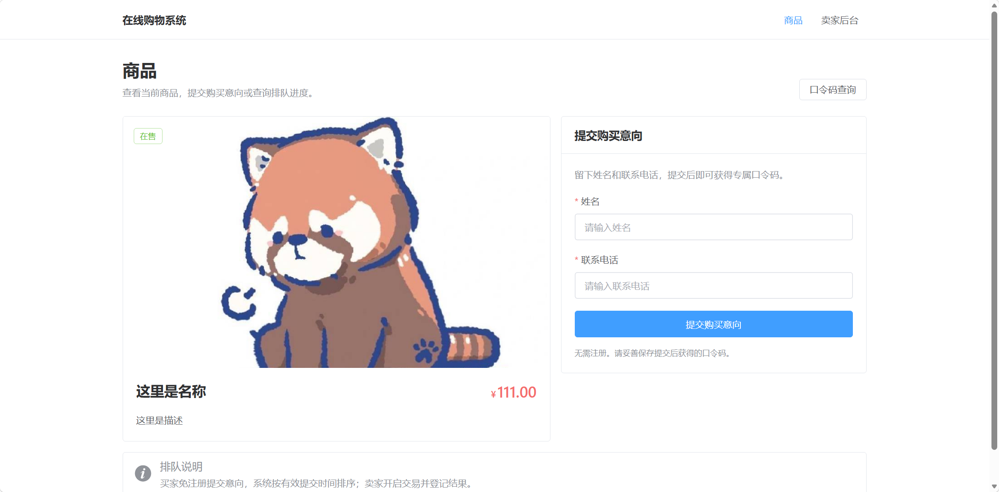 在线购物系统
商品
卖家后台
商品
查看当前商品，提交购买意向或查询排队进度。
口令码查询
在售
这里是名称
¥111.00
这里是描述
提交购买意向
留下姓名和联系电话，提交后即可获得专属口令码。
* 姓名
请输入姓名
* 联系电话
请输入联系电话
提交购买意向
无需注册。请妥善保存提交后获得的口令码。
排队说明
买家免注册提交意向，系统按有效提交时间排序；卖家开启交易并登记结果。